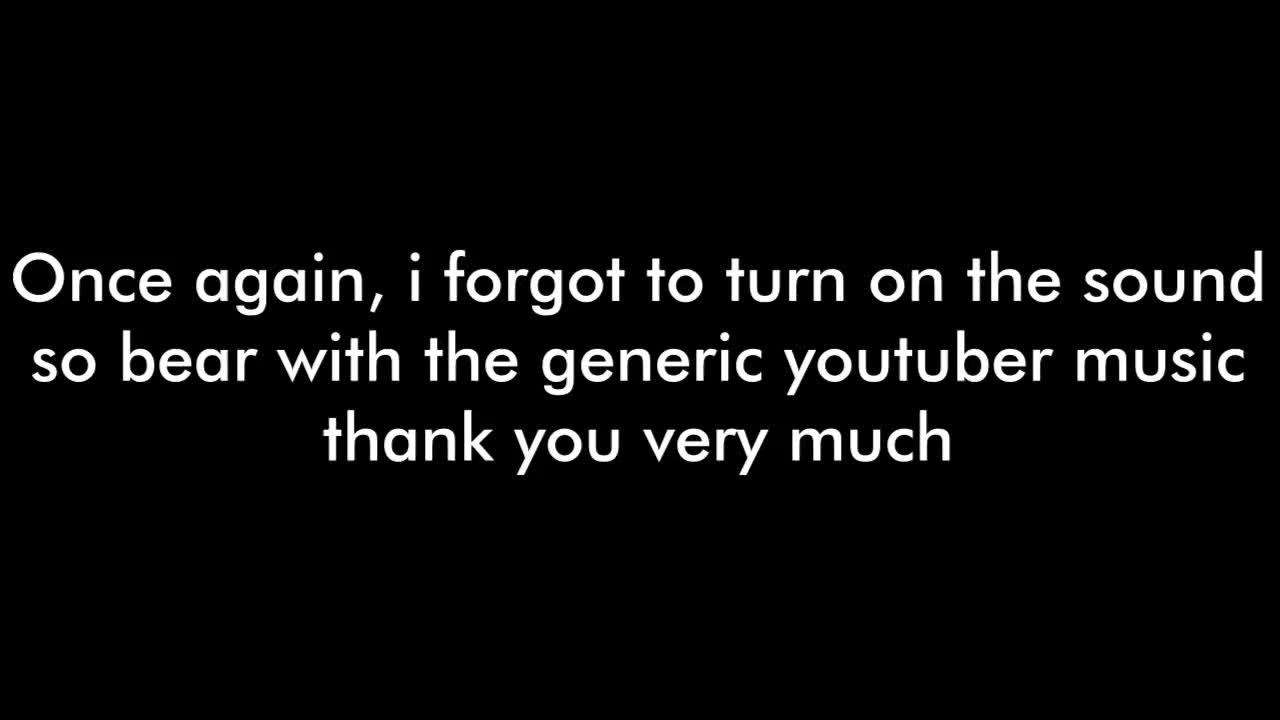 Once again, i forgot to turn on the sound
so bear with the generic youtuber music
thank you very much